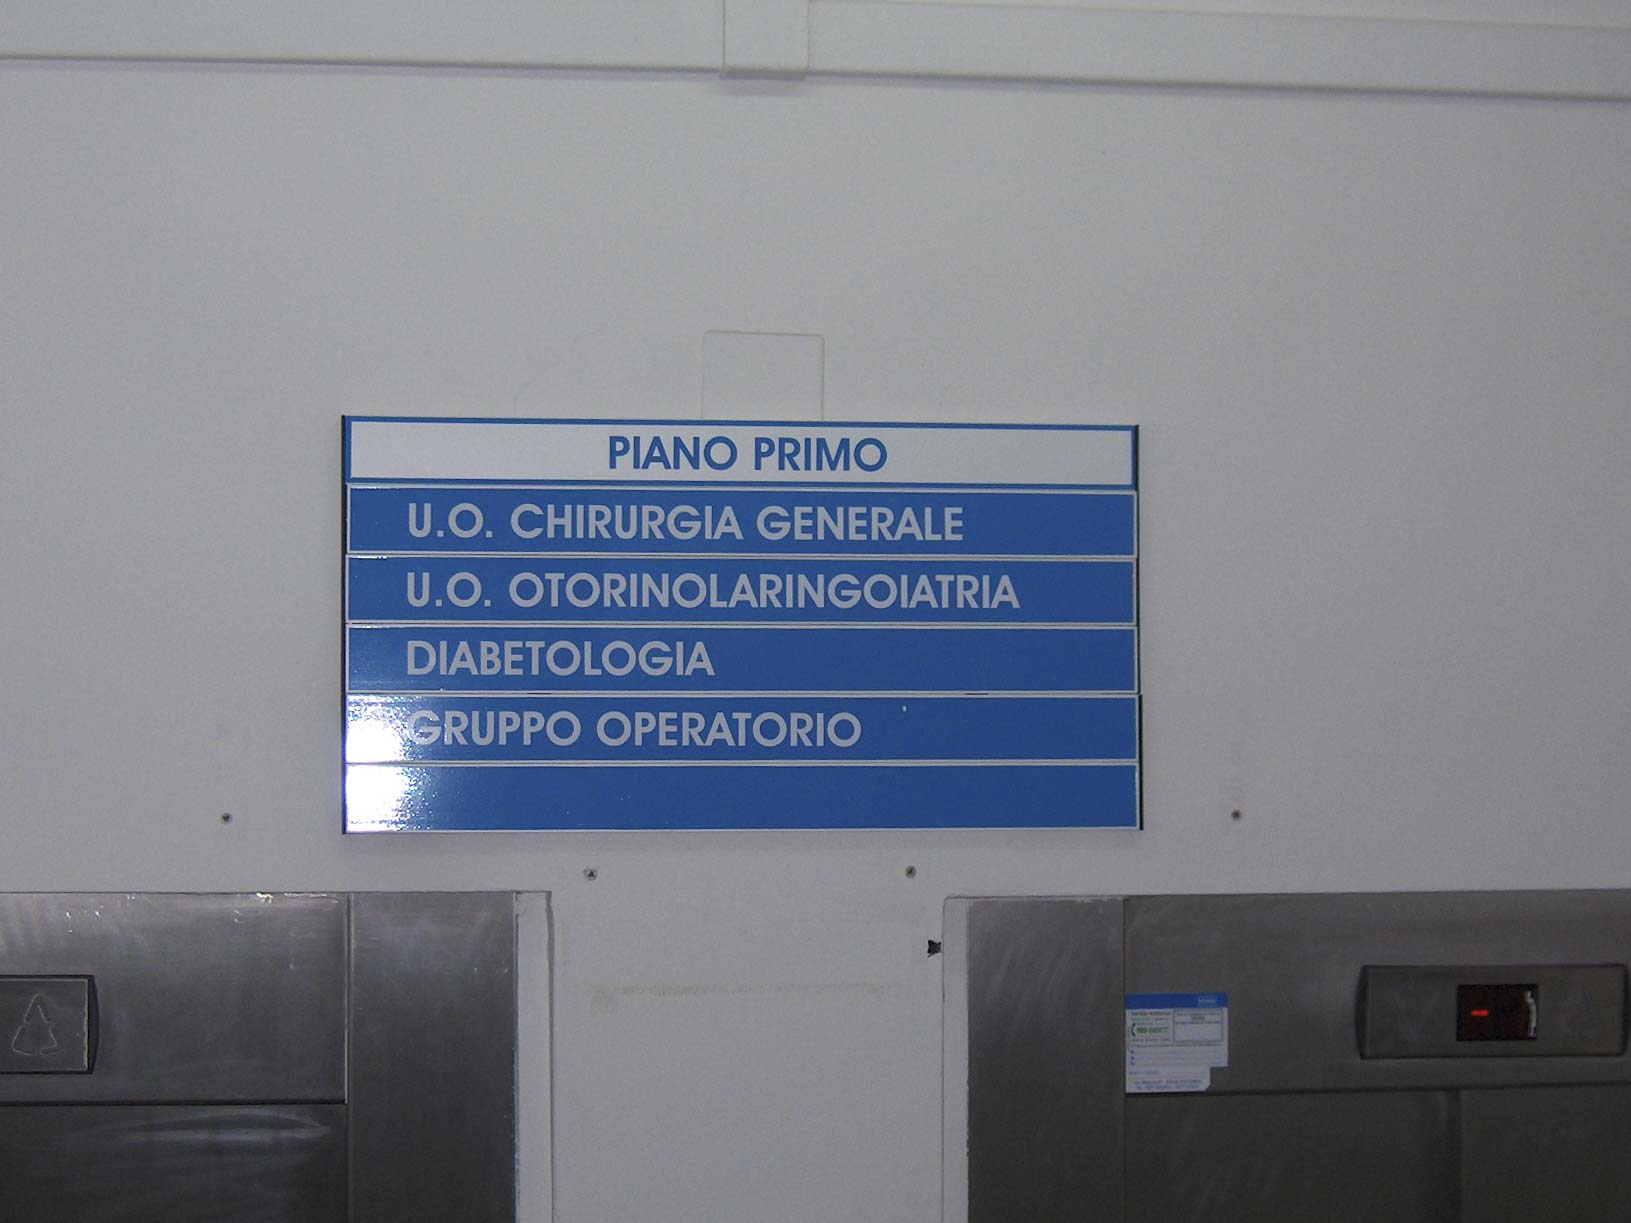 PIANO PRIMO
U.O. CHIRURGIA GENERALE
U.O. OTORINOLARINGOIATRIA
DIABETOLOGIA
GRUPPO OPERATORIO